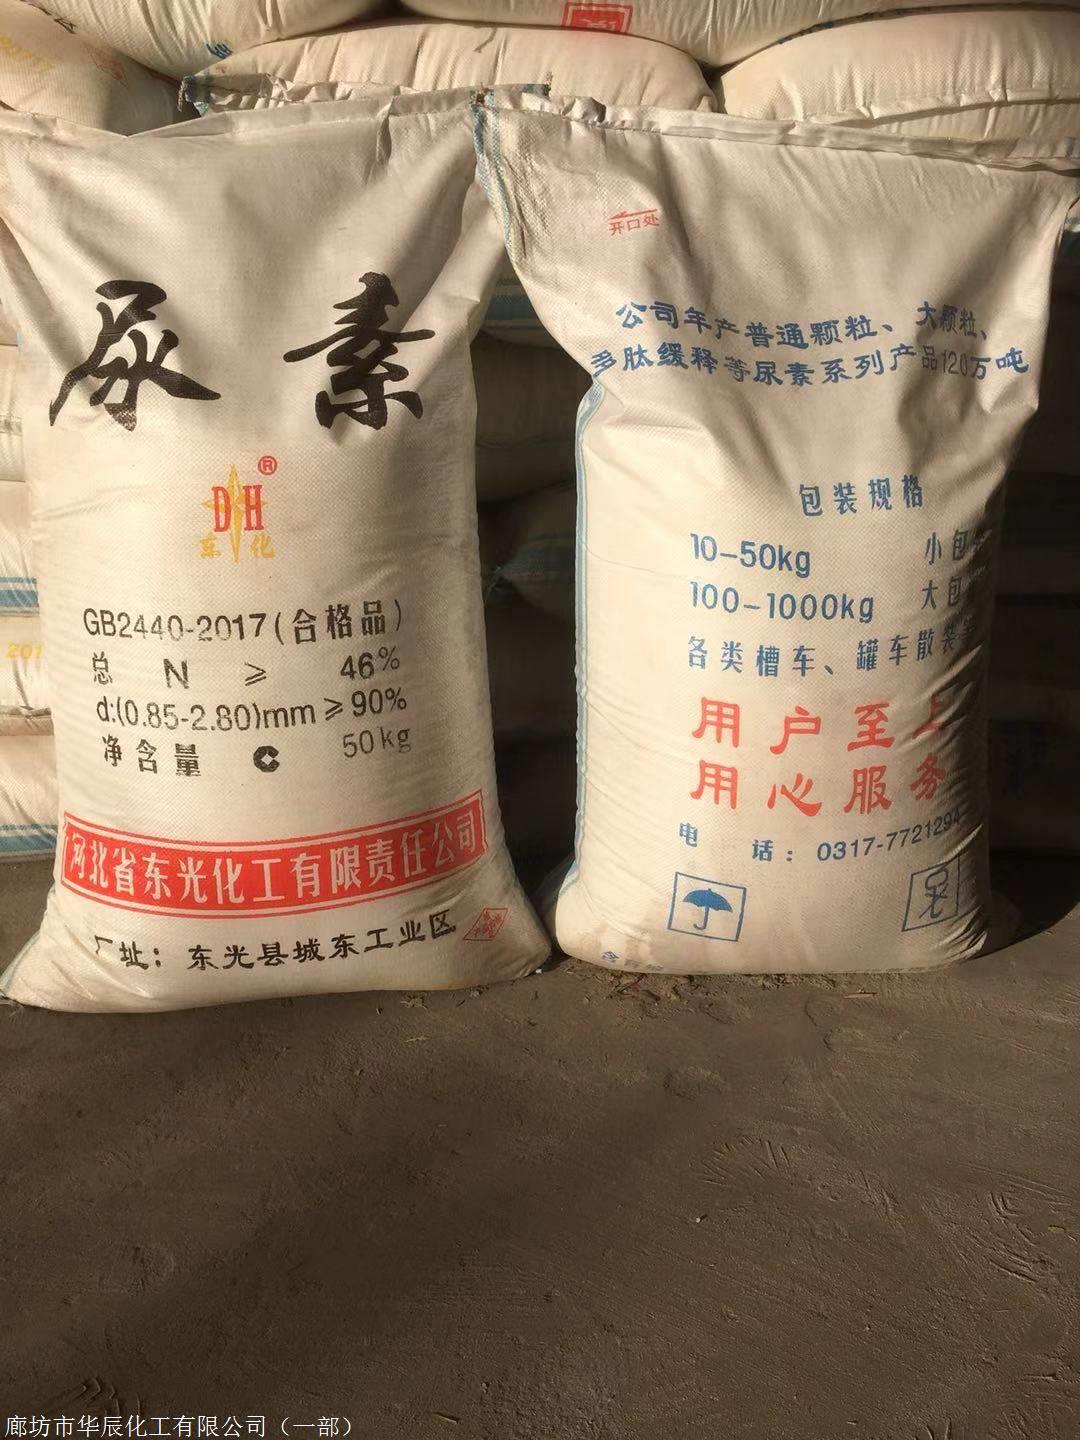 尿素
®
DH
东化
GB2440-2017(合格品)
总 N ≥ 46%
d:(0.85-2.80)mm≥90%
净含量 C 50kg
河北省东光化工有限责任公司
厂址：东光县城东工业区
开口处
公司年产普通颗粒、大颗粒、
多肽缓释等尿素系列产品120万吨
包装规格
10-50kg 小包
100-1000kg 大包
各类槽车、罐车散装
用户至上
用心服务
电 话：0317-7721294
廊坊市华辰化工有限公司（一部）